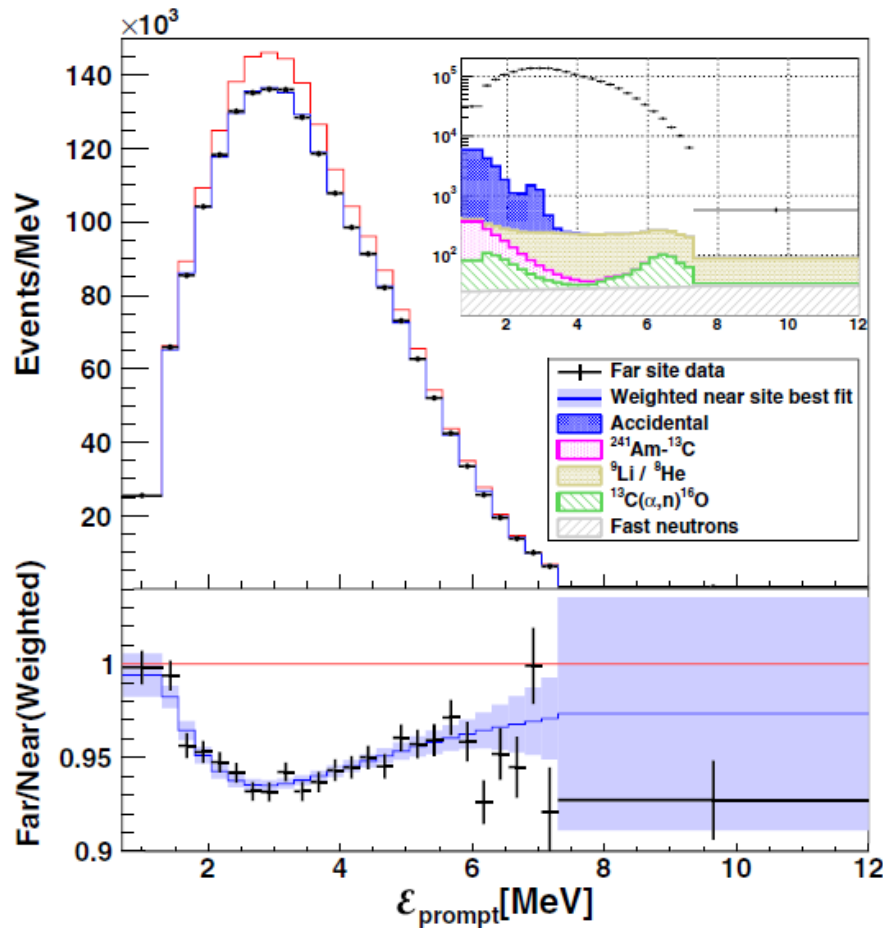 ×10³
140
120
100
80
60
40
20
Events/MeV
10⁵
10⁴
10³
10²
2 4 6 8 10 12
Far site data
Weighted near site best fit
Accidental
²⁴¹Am-¹³C
⁹Li / ⁸He
¹³C(α,n)¹⁶O
Fast neutrons
Far/Near(Weighted)
1
0.95
0.9
2 4 6 8 10 12
ℰprompt[MeV]